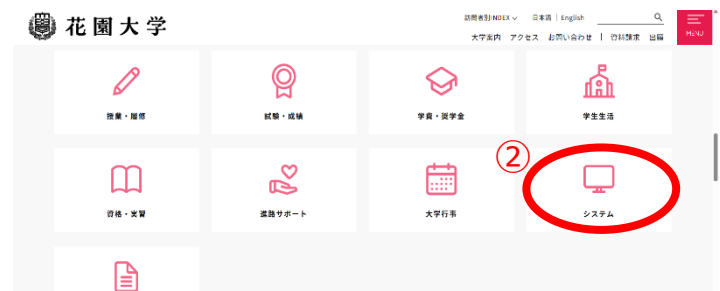 訪問者別INDEX 日本語 | English
花園大学
大学案内 アクセス お問い合わせ | 資料請求 出願
MENU
授業・履修 試験・成績 学費・奨学金 学生生活
②
資格・実習 進路サポート 大学行事 システム